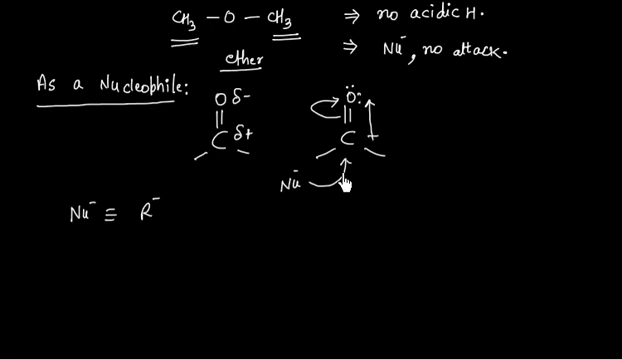 CH3 - O - CH3 ⇒ no acidic H.
ether ⇒ Nu-, no attack.
As a Nucleophile:
O δ- Ö:
|| ||
C δ+ C
Nu-
Nu- ≡ R-